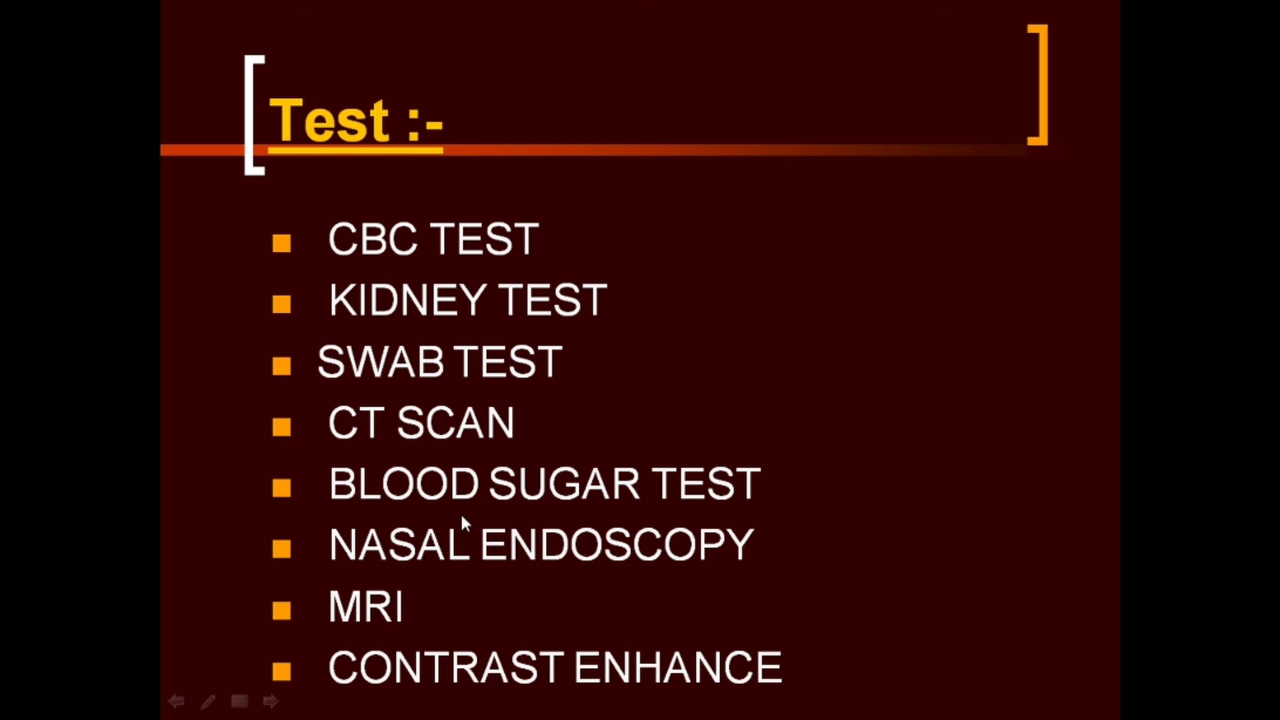 Test :-
CBC TEST
KIDNEY TEST
SWAB TEST
CT SCAN
BLOOD SUGAR TEST
NASAL ENDOSCOPY
MRI
CONTRAST ENHANCE